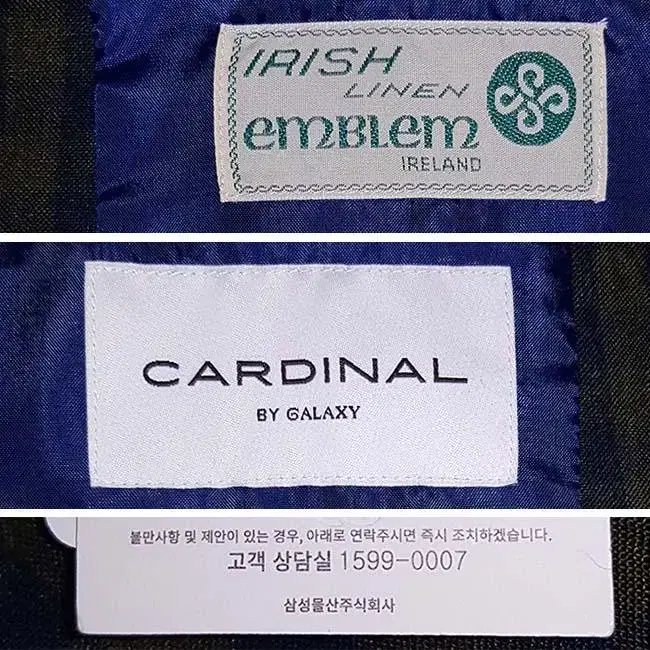 IRISH
LINEN
emBLem
IRELAND
CARDINAL
BY GALAXY
불만사항 및 제안이 있는 경우, 아래로 연락주시면 즉시 조치하겠습니다.
고객 상담실 1599-0007
삼성물산주식회사